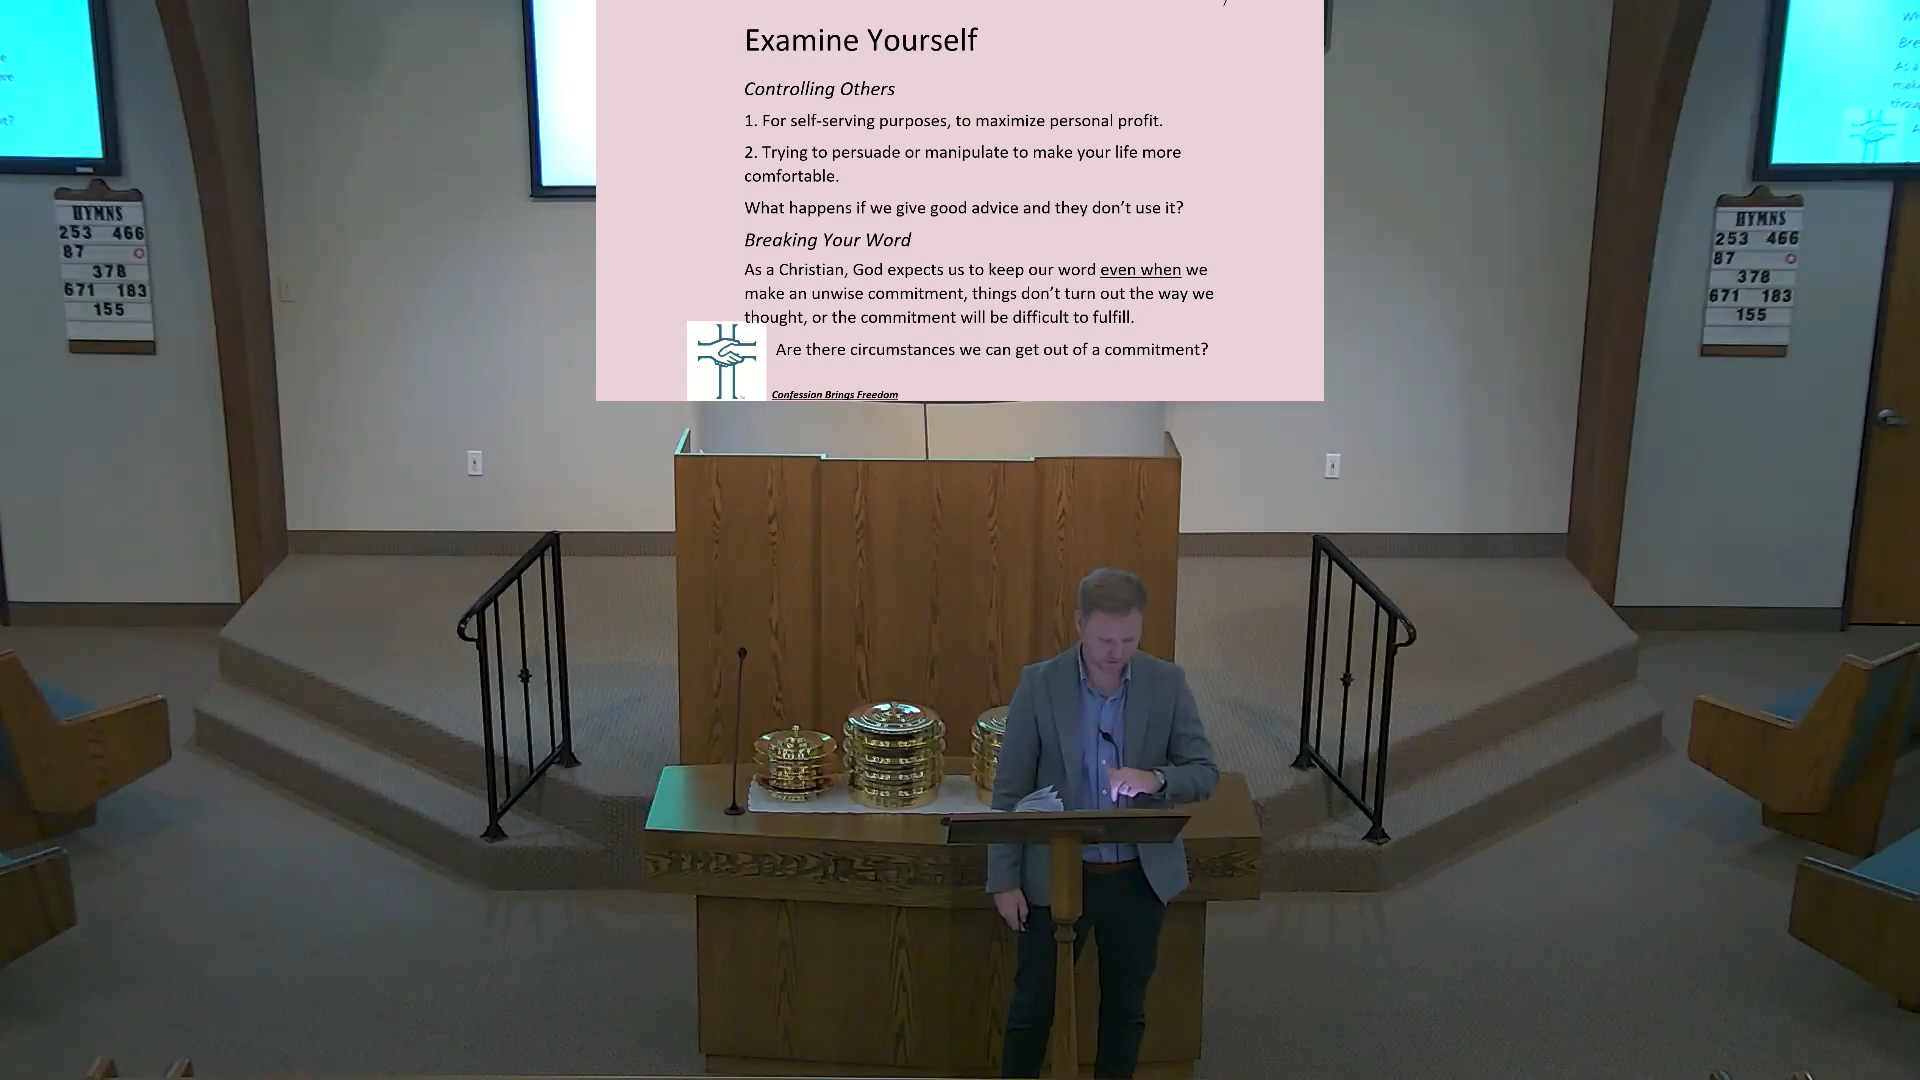 Examine Yourself
Controlling Others
1. For self-serving purposes, to maximize personal profit.
2. Trying to persuade or manipulate to make your life more
comfortable.
What happens if we give good advice and they don't use it?
Breaking Your Word
As a Christian, God expects us to keep our word even when we
make an unwise commitment, things don't turn out the way we
thought, or the commitment will be difficult to fulfill.
Are there circumstances we can get out of a commitment?
Confession Brings Freedom
HYMNS
253 466
87
378
671 183
155
HYMNS
253 466
87
378
671 183
155